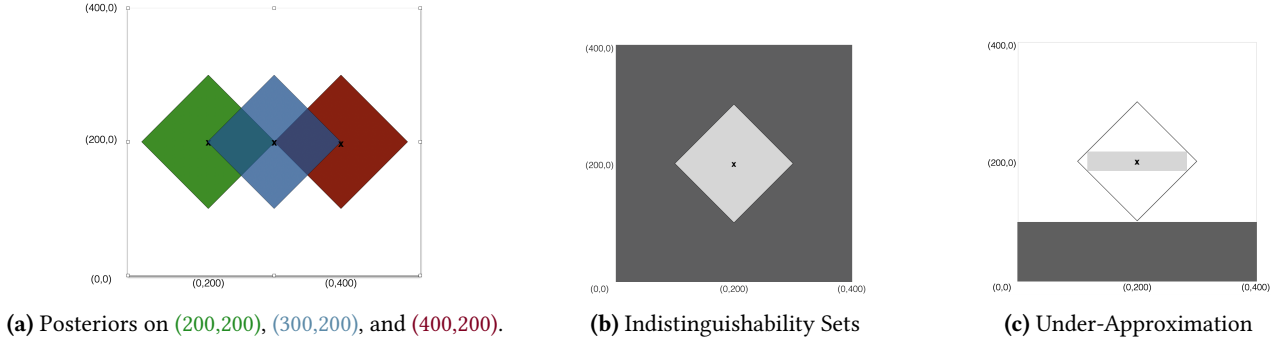 (400,0)
(200,0)
(0,0)
(0,200)
(0,400)
x
x
x
(a) Posteriors on (200,200), (300,200), and (400,200).
(400,0)
(200,0)
(0,0)
(0,200)
(0,400)
x
(b) Indistinguishability Sets
(400,0)
(200,0)
(0,0)
(0,200)
(0,400)
x
(c) Under-Approximation